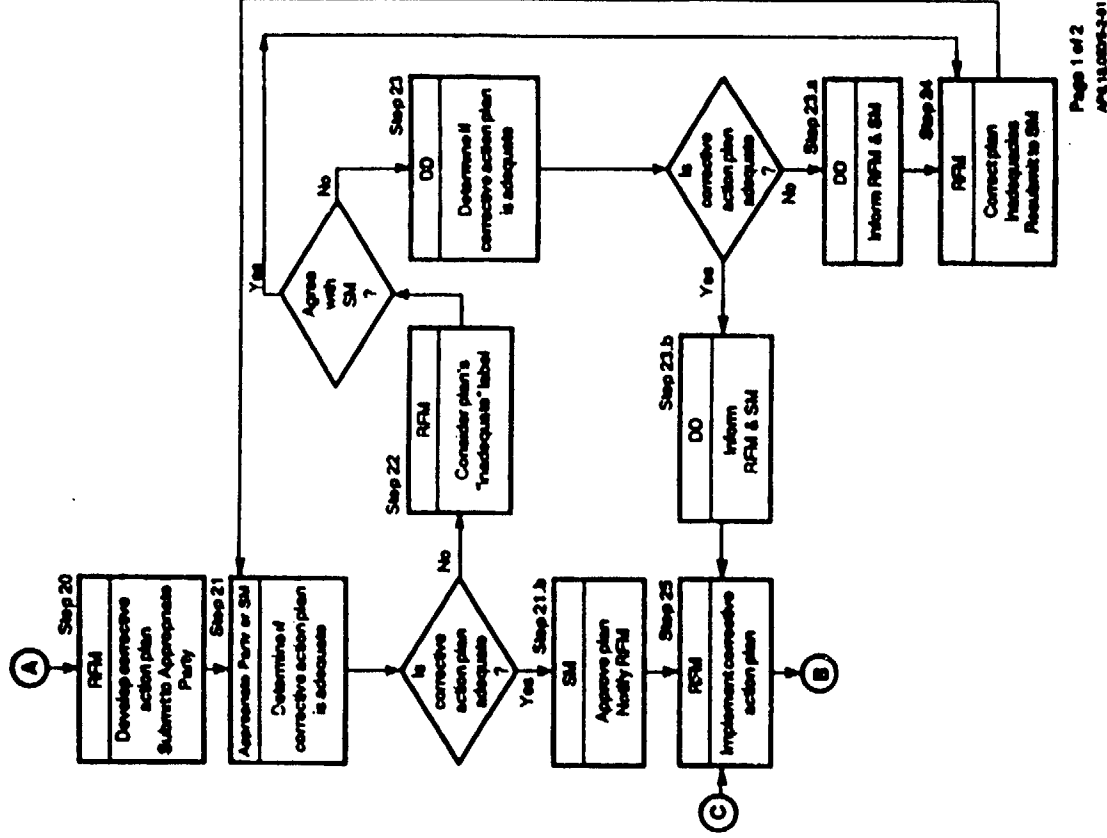 A
Step 20
RFM
Develop corrective
action plan
Submit to Appropriate
Party
Step 21
Appropriate Party or SM
Determine if
corrective action plan
is adequate
Is
corrective
action plan
adequate
?
No
Yes
Step 22
RFM
Consider plan's
"inadequate" label
Agree
with
SM
?
Yes
No
Step 23
DD
Determine if
corrective action plan
is adequate
Is
corrective
action plan
adequate
?
Yes
No
Step 23.a
DD
Inform RFM & SM
Step 24
RFM
Correct plan
Inadequacies
Resubmit to SM
Step 23.b
DD
Inform
RFM & SM
Step 21.b
SM
Approve plan
Notify RFM
Step 25
RFM
Implement corrective
action plan
C
B
Page 1 of 2